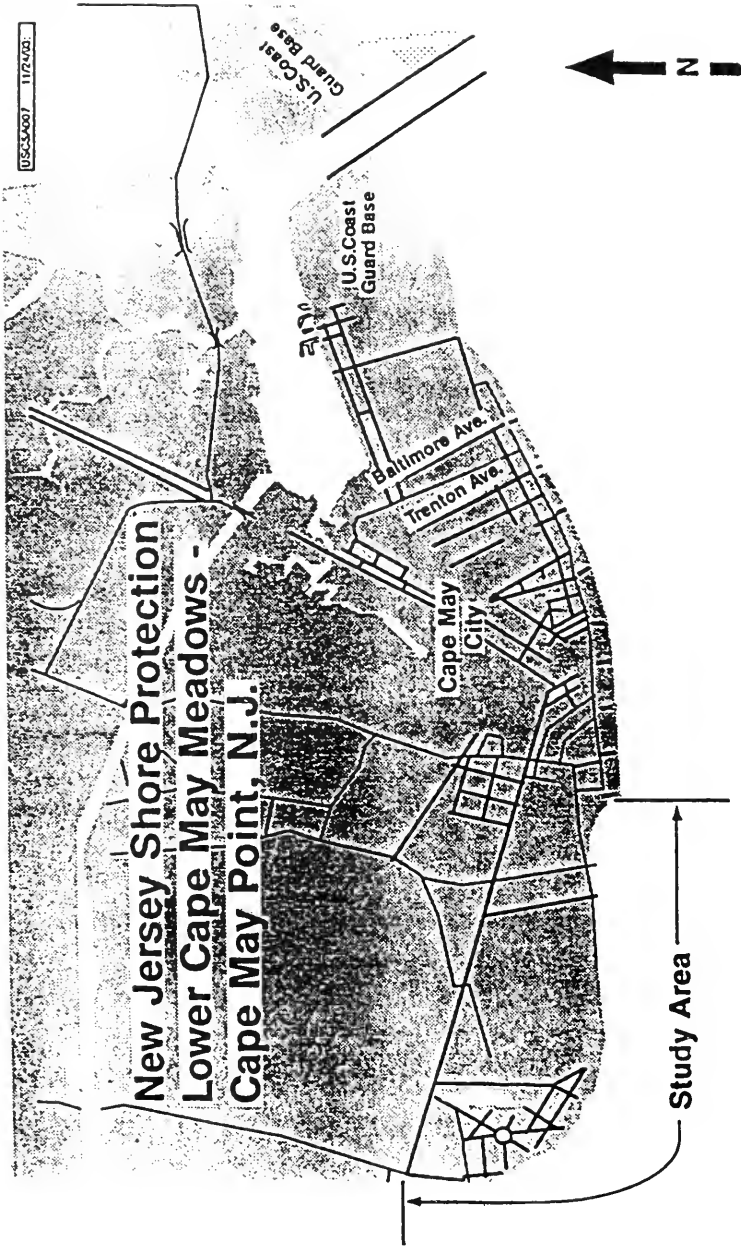 New Jersey Shore Protection
Lower Cape May Meadows -
Cape May Point, N.J.
U.S.Coast
Guard Base
U.S.Coast
Guard Base
Baltimore Ave.
Trenton Ave.
Cape May
City
Study Area
N